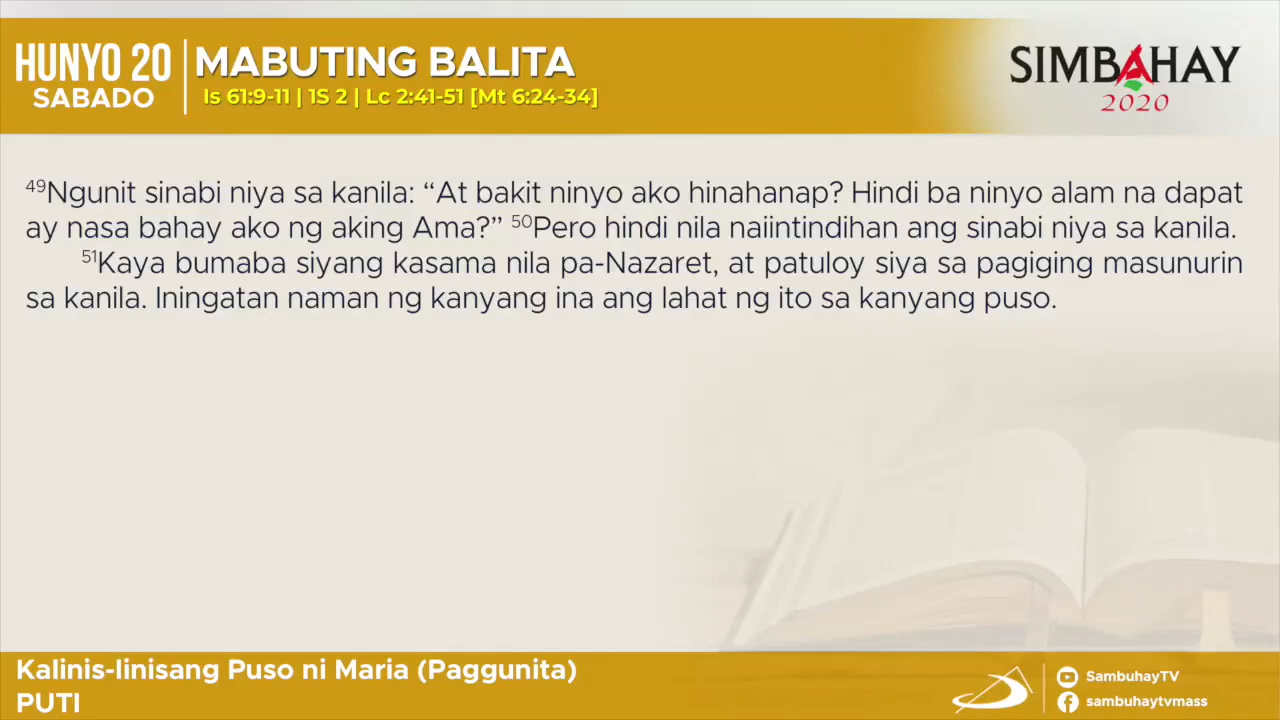 HUNYO 20
SABADO
MABUTING BALITA
Is 61:9-11 | 1S 2 | Lc 2:41-51 [Mt 6:24-34]
SIMBAHAY
2020
49Ngunit sinabi niya sa kanila: “At bakit ninyo ako hinahanap? Hindi ba ninyo alam na dapat
ay nasa bahay ako ng aking Ama?” 50Pero hindi nila naiintindihan ang sinabi niya sa kanila.
51Kaya bumaba siyang kasama nila pa-Nazaret, at patuloy siya sa pagiging masunurin
sa kanila. Iningatan naman ng kanyang ina ang lahat ng ito sa kanyang puso.
Kalinis-linisang Puso ni Maria (Paggunita)
PUTI
SambuhayTV
sambuhaytvmass